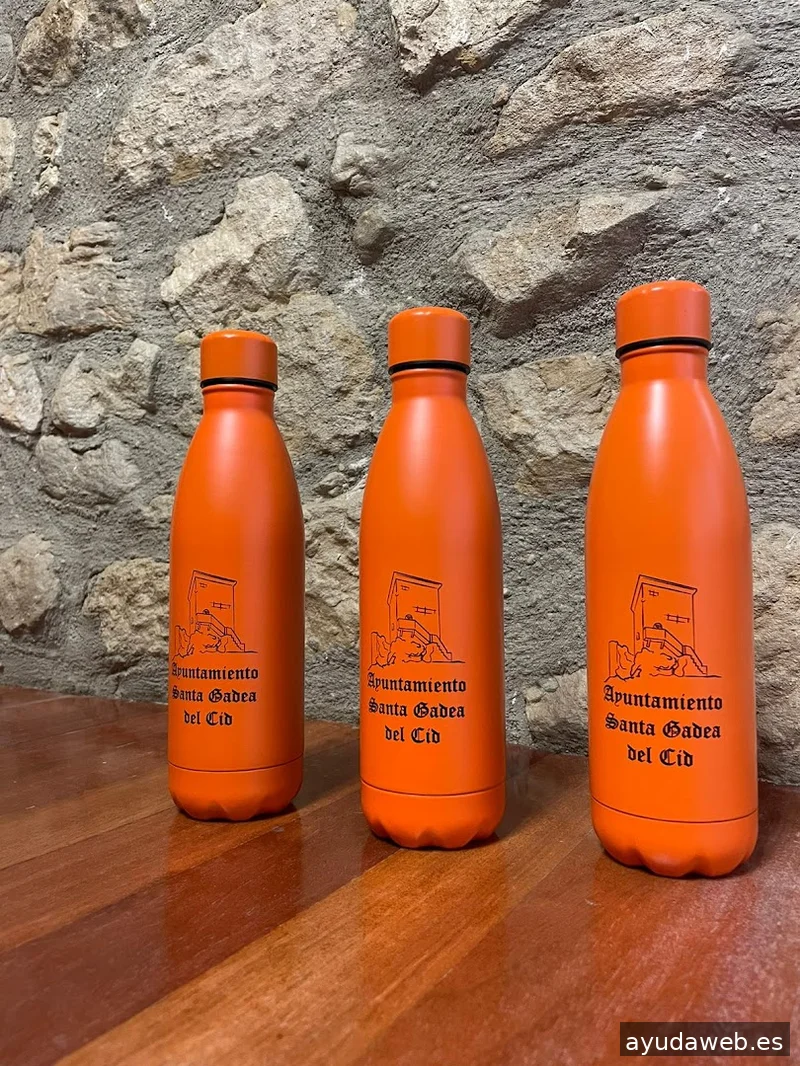 Ayuntamiento
Santa Gadea
del Cid
Ayuntamiento
Santa Gadea
del Cid
Ayuntamiento
Santa Gadea
del Cid
ayudaweb.es